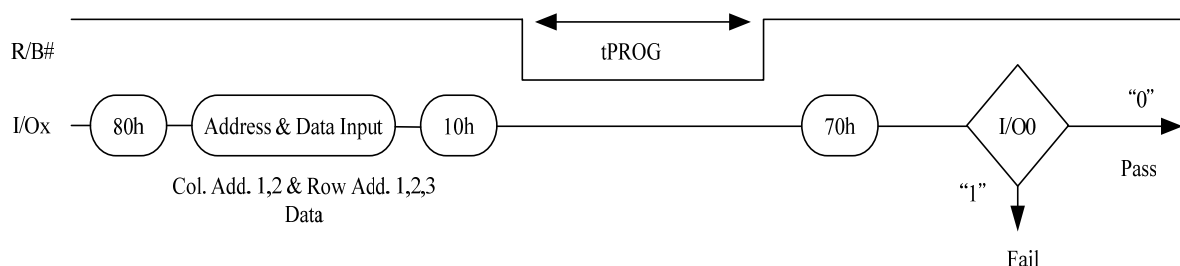 R/B#
tPROG
I/Ox
80h
Address & Data Input
10h
70h
I/O0
“0”
Pass
Col. Add. 1,2 & Row Add. 1,2,3
Data
“1”
Fail